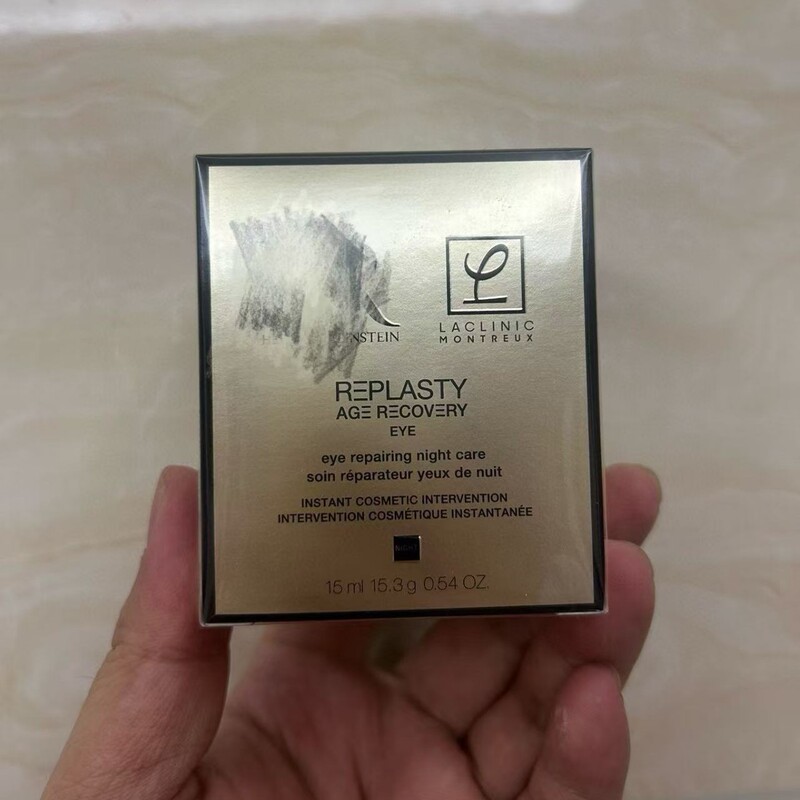 LACLINIC
MONTREUX
REPLASTY
AGE RECOVERY
EYE
eye repairing night care
soin réparateur yeux de nuit
INSTANT COSMETIC INTERVENTION
INTERVENTION COSMÉTIQUE INSTANTANÉE
15 ml 15.3 g 0.54 OZ.